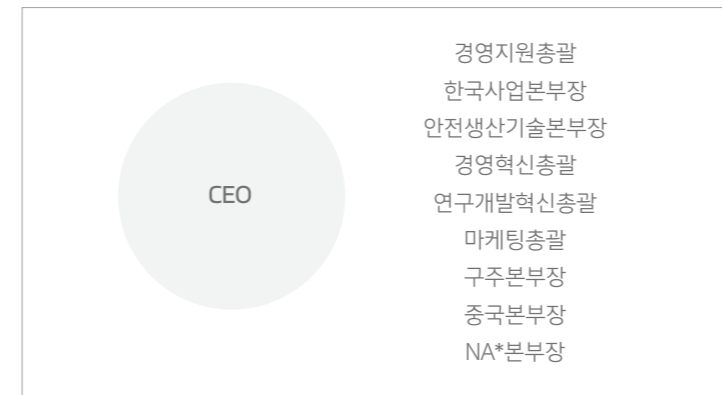 CEO
경영지원총괄
한국사업본부장
안전생산기술본부장
경영혁신총괄
연구개발혁신총괄
마케팅총괄
구주본부장
중국본부장
NA*본부장